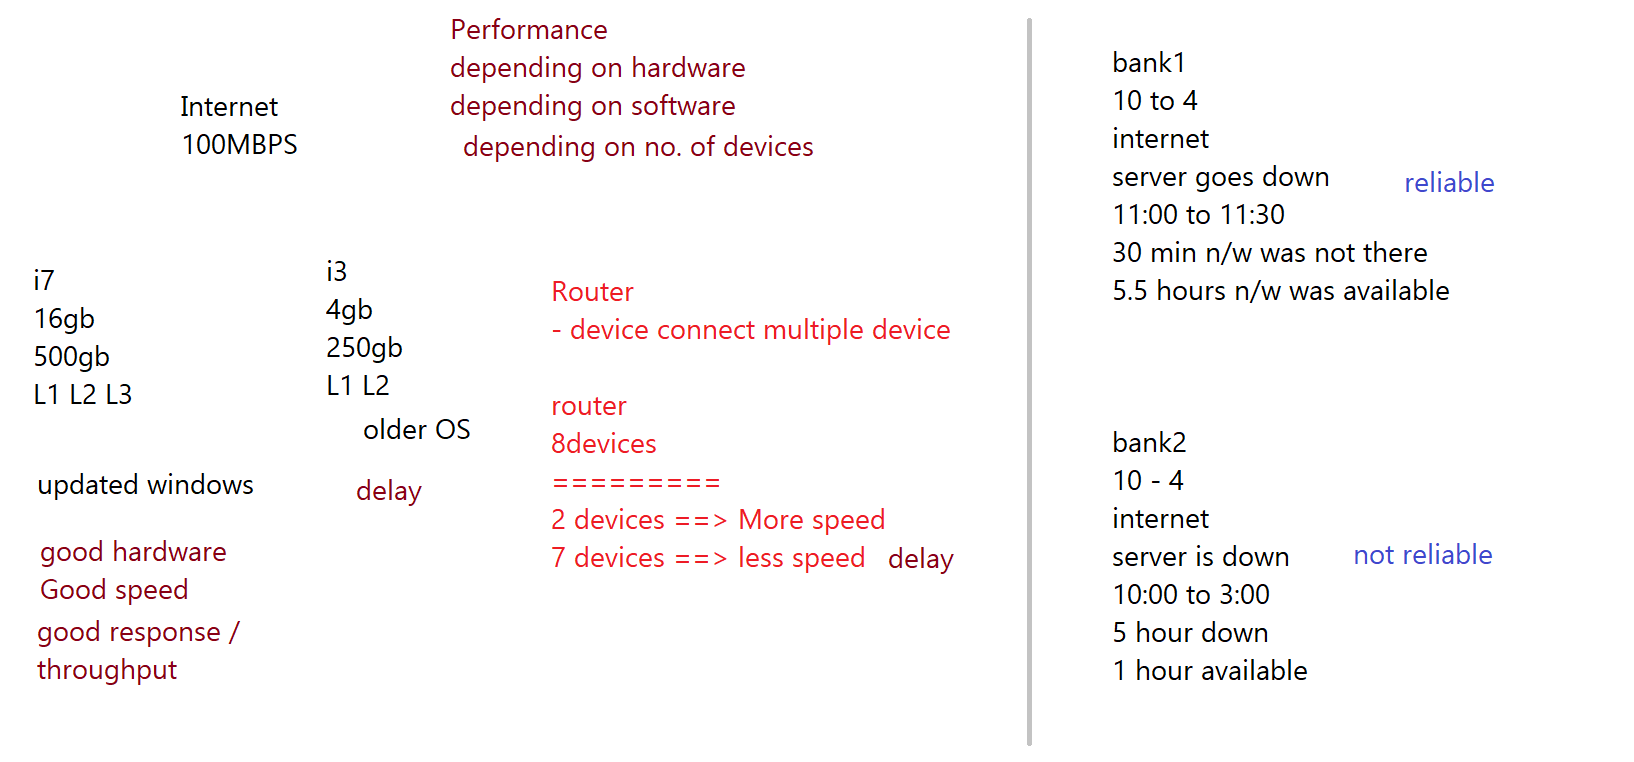 Performance
depending on hardware
depending on software
depending on no. of devices
Internet
100MBPS
i7
16gb
500gb
L1 L2 L3
updated windows
good hardware
Good speed
good response /
throughput
i3
4gb
250gb
L1 L2
older OS
delay
Router
- device connect multiple device
router
8devices
=========
2 devices ==> More speed
7 devices ==> less speed delay
bank1
10 to 4
internet
server goes down
reliable
11:00 to 11:30
30 min n/w was not there
5.5 hours n/w was available
bank2
10 - 4
internet
server is down
not reliable
10:00 to 3:00
5 hour down
1 hour available